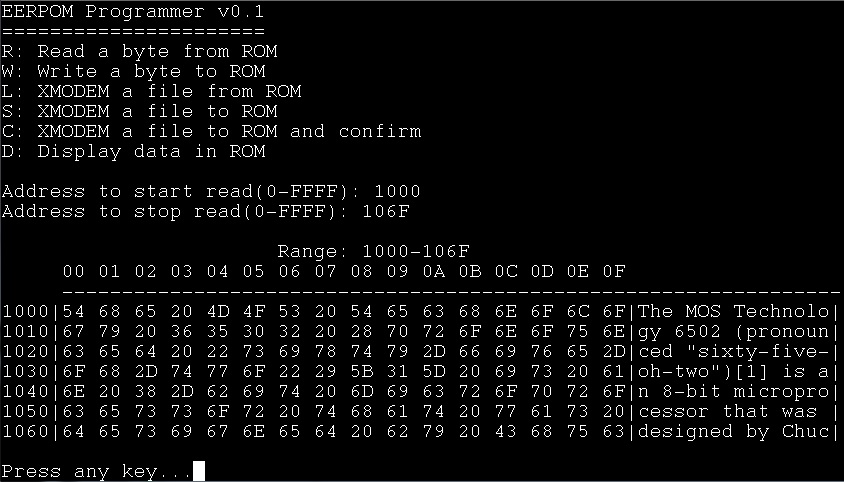 EERPOM Programmer v0.1
======================
R: Read a byte from ROM
W: Write a byte to ROM
L: XMODEM a file from ROM
S: XMODEM a file to ROM
C: XMODEM a file to ROM and confirm
D: Display data in ROM
Address to start read(0-FFFF): 1000
Address to stop read(0-FFFF): 106F
Range: 1000-106F
00 01 02 03 04 05 06 07 08 09 0A 0B 0C 0D 0E 0F
-----------------------------------------------------------------
1000|54 68 65 20 4D 4F 53 20 54 65 63 68 6E 6F 6C 6F|The MOS Technolo|
1010|67 79 20 36 35 30 32 20 28 70 72 6F 6E 6F 75 6E|gy 6502 (pronoun|
1020|63 65 64 20 22 73 69 78 74 79 2D 66 69 76 65 2D|ced "sixty-five-|
1030|6F 68 2D 74 77 6F 22 29 5B 31 5D 20 69 73 20 61|oh-two")[1] is a|
1040|6E 20 38 2D 62 69 74 20 6D 69 63 72 6F 70 72 6F|n 8-bit micropro|
1050|63 65 73 73 6F 72 20 74 68 61 74 20 77 61 73 20|cessor that was |
1060|64 65 73 69 67 6E 65 64 20 62 79 20 43 68 75 63|designed by Chuc|
Press any key...